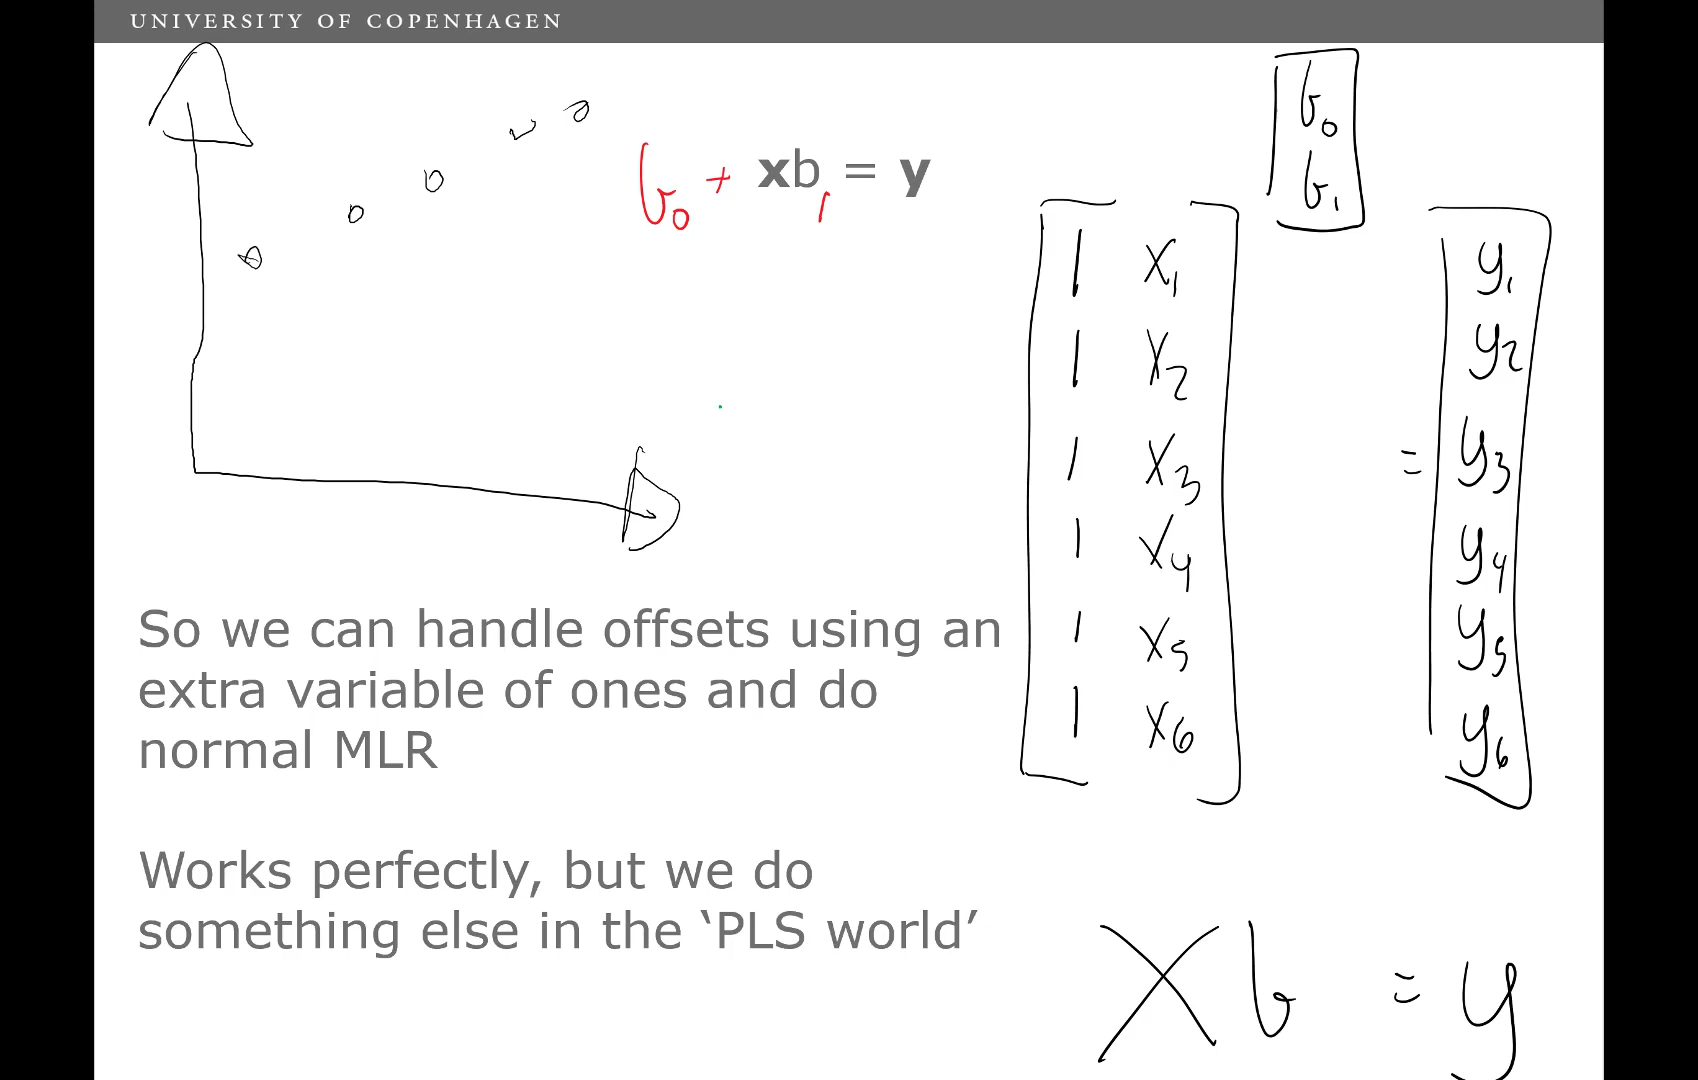 UNIVERSITY OF COPENHAGEN
b₀ + xb₁ = y
b₀
b₁
1 x₁ y₁
1 x₂ y₂
1 x₃ = y₃
1 x₄ y₄
1 x₅ y₅
1 x₆ y₆
So we can handle offsets using an
extra variable of ones and do
normal MLR
Works perfectly, but we do
something else in the ‘PLS world’
X b = y